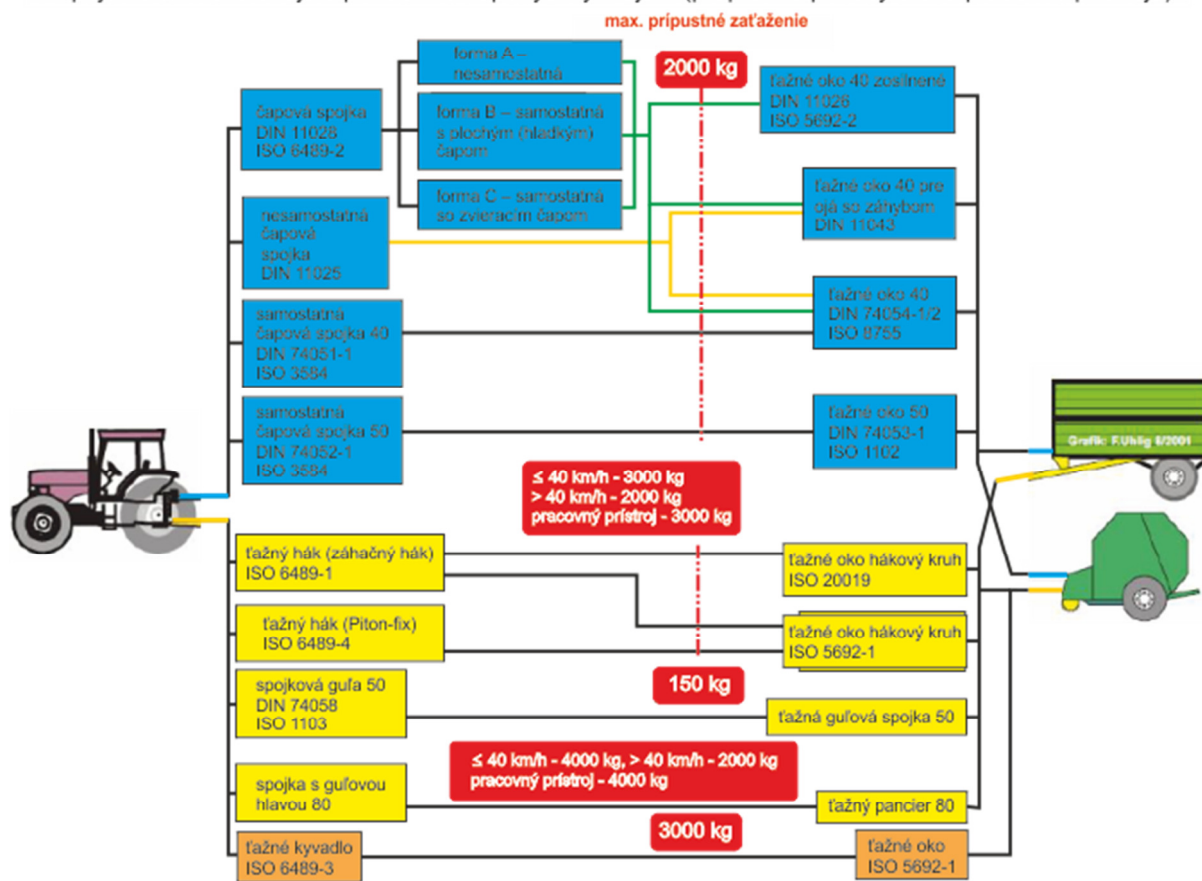 max. prípustné zaťaženie
forma A –
nesamostatná
2000 kg
ťažné oko 40 zosilnené
DIN 11026
ISO 5692-2
čapová spojka
DIN 11028
ISO 6489-2
forma B – samostatná
s plochým (hladkým)
čapom
forma C – samostatná
so zvieracím čapom
ťažné oko 40 pre
ojá so záhybom
DIN 11043
nesamostatná
čapová
spojka
DIN 11025
ťažné oko 40
DIN 74054-1/2
ISO 8755
samostatná
čapová spojka 40
DIN 74051-1
ISO 3584
samostatná
čapová spojka 50
DIN 74052-1
ISO 3584
ťažné oko 50
DIN 74053-1
ISO 1102
Grafik: F.Uhlig 8/2001
≤ 40 km/h - 3000 kg
> 40 km/h - 2000 kg
pracovný prístroj - 3000 kg
ťažný hák (záhačný hák)
ISO 6489-1
ťažné oko hákový kruh
ISO 20019
ťažný hák (Piton-fix)
ISO 6489-4
ťažné oko hákový kruh
ISO 5692-1
150 kg
spojková guľa 50
DIN 74058
ISO 1103
ťažná guľová spojka 50
≤ 40 km/h - 4000 kg, > 40 km/h - 2000 kg
pracovný prístroj - 4000 kg
spojka s guľovou
hlavou 80
ťažný pancier 80
3000 kg
ťažné kyvadlo
ISO 6489-3
ťažné oko
ISO 5692-1